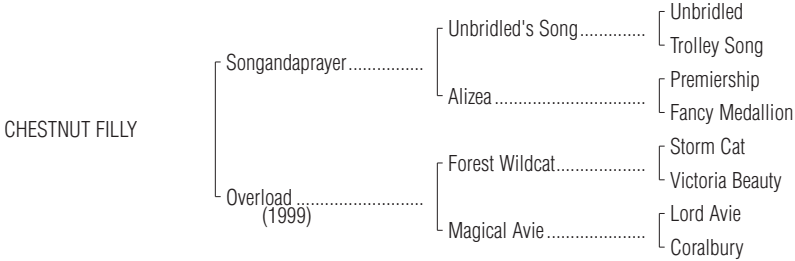 Unbridled
Unbridled's Song..............
Trolley Song
Songandaprayer................
Premiership
Alizea................................
Fancy Medallion
CHESTNUT FILLY
Storm Cat
Forest Wildcat...................
Victoria Beauty
Overload...........................
(1999)
Lord Avie
Magical Avie.....................
Coralbury